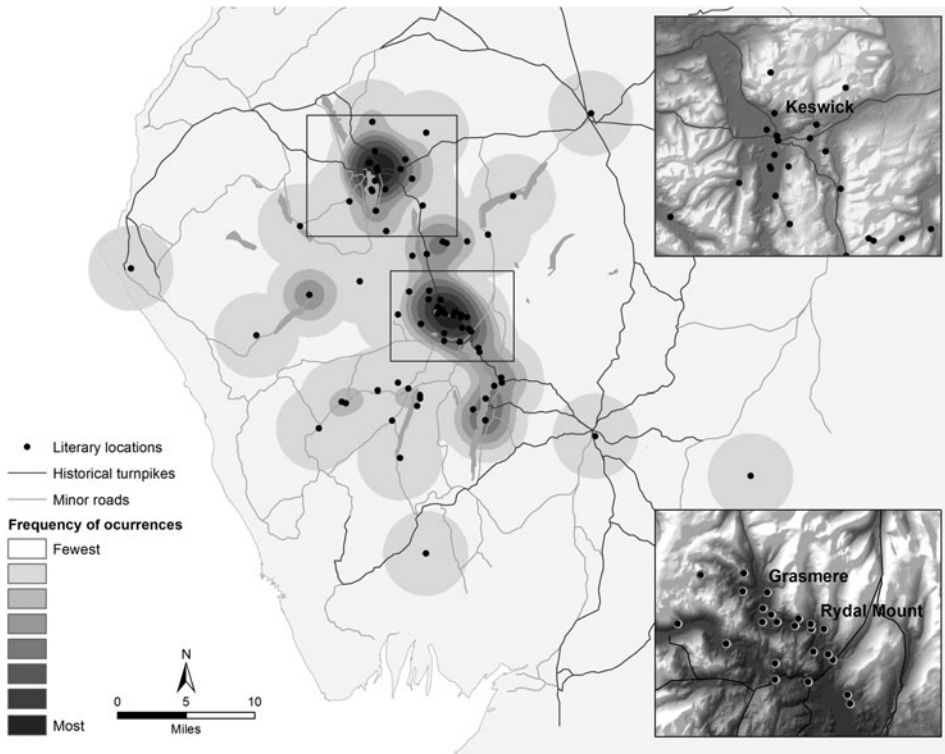 Keswick
Literary locations
Historical turnpikes
Minor roads
Frequency of ocurrences
Fewest
Most
N
0 5 10
Miles
Grasmere
Rydal Mount